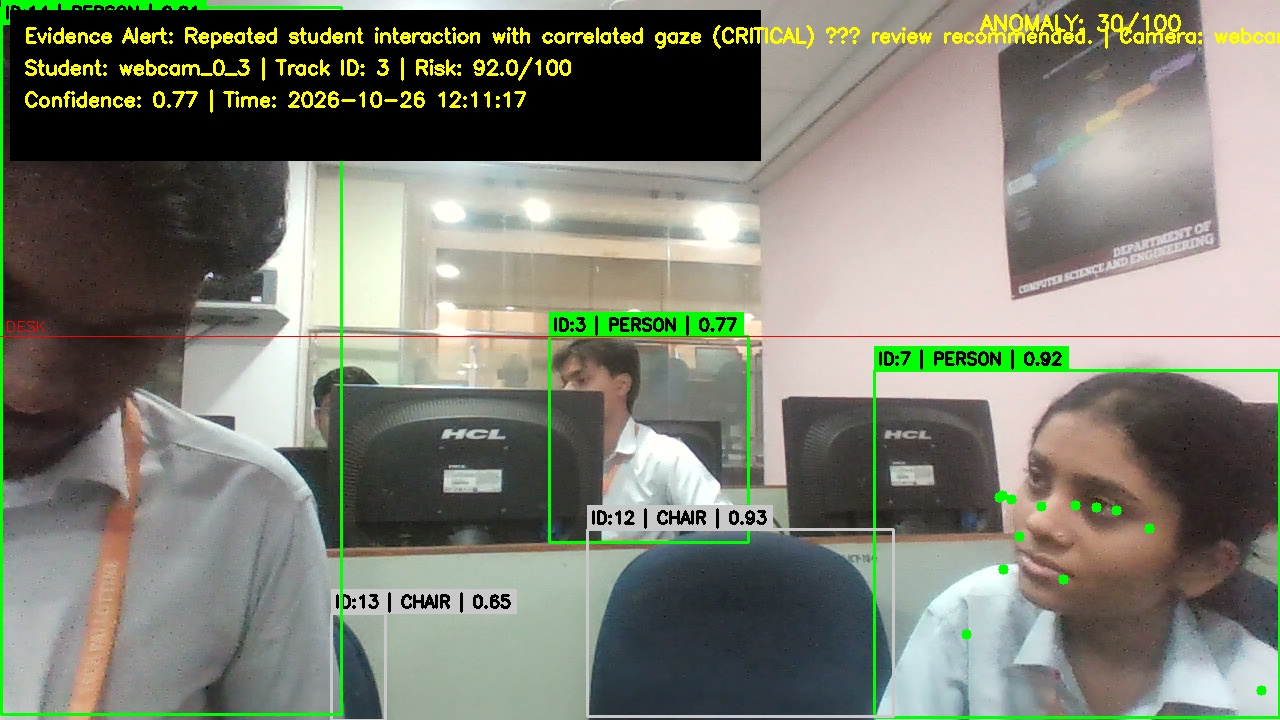 Evidence Alert: Repeated student interaction with correlated gaze (CRITICAL) ??? review recommended. | Camera:
Student: webcam_0_3 | Track ID: 3 | Risk: 92.0/100
Confidence: 0.77 | Time: 2026-10-26 12:11:17
ANOMALY: 30/100
DEPARTMENT OF
COMPUTER SCIENCE AND ENGINEERING
DESK
ID:3 | PERSON | 0.77
ID:7 | PERSON | 0.92
HCL
HCL
ID:12 | CHAIR | 0.93
ID:13 | CHAIR | 0.65